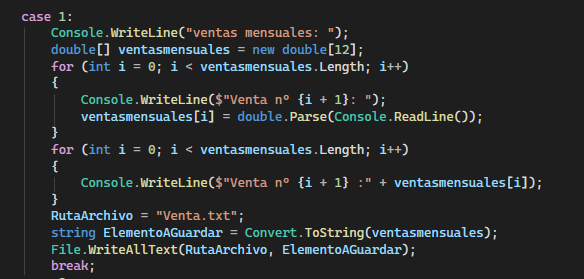 case 1:
Console.WriteLine("ventas mensuales: ");
double[] ventasmensuales = new double[12];
for (int i = 0; i < ventasmensuales.Length; i++)
{
Console.WriteLine($"Venta nº {i + 1}: ");
ventasmensuales[i] = double.Parse(Console.ReadLine());
}
for (int i = 0; i < ventasmensuales.Length; i++)
{
Console.WriteLine($"Venta nº {i + 1} :" + ventasmensuales[i]);
}
RutaArchivo = "Venta.txt";
string ElementoAGuardar = Convert.ToString(ventasmensuales);
File.WriteAllText(RutaArchivo, ElementoAGuardar);
break;